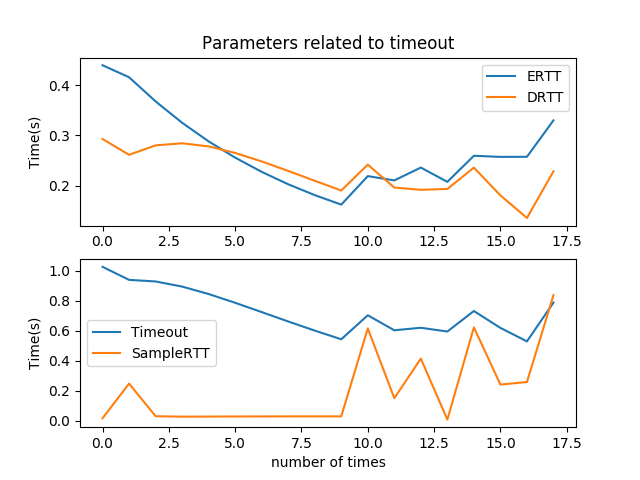 Parameters related to timeout
ERTT
DRTT
Time(s)
0.4
0.3
0.2
0.0 2.5 5.0 7.5 10.0 12.5 15.0 17.5
Timeout
SampleRTT
Time(s)
1.0
0.8
0.6
0.4
0.2
0.0
0.0 2.5 5.0 7.5 10.0 12.5 15.0 17.5
number of times